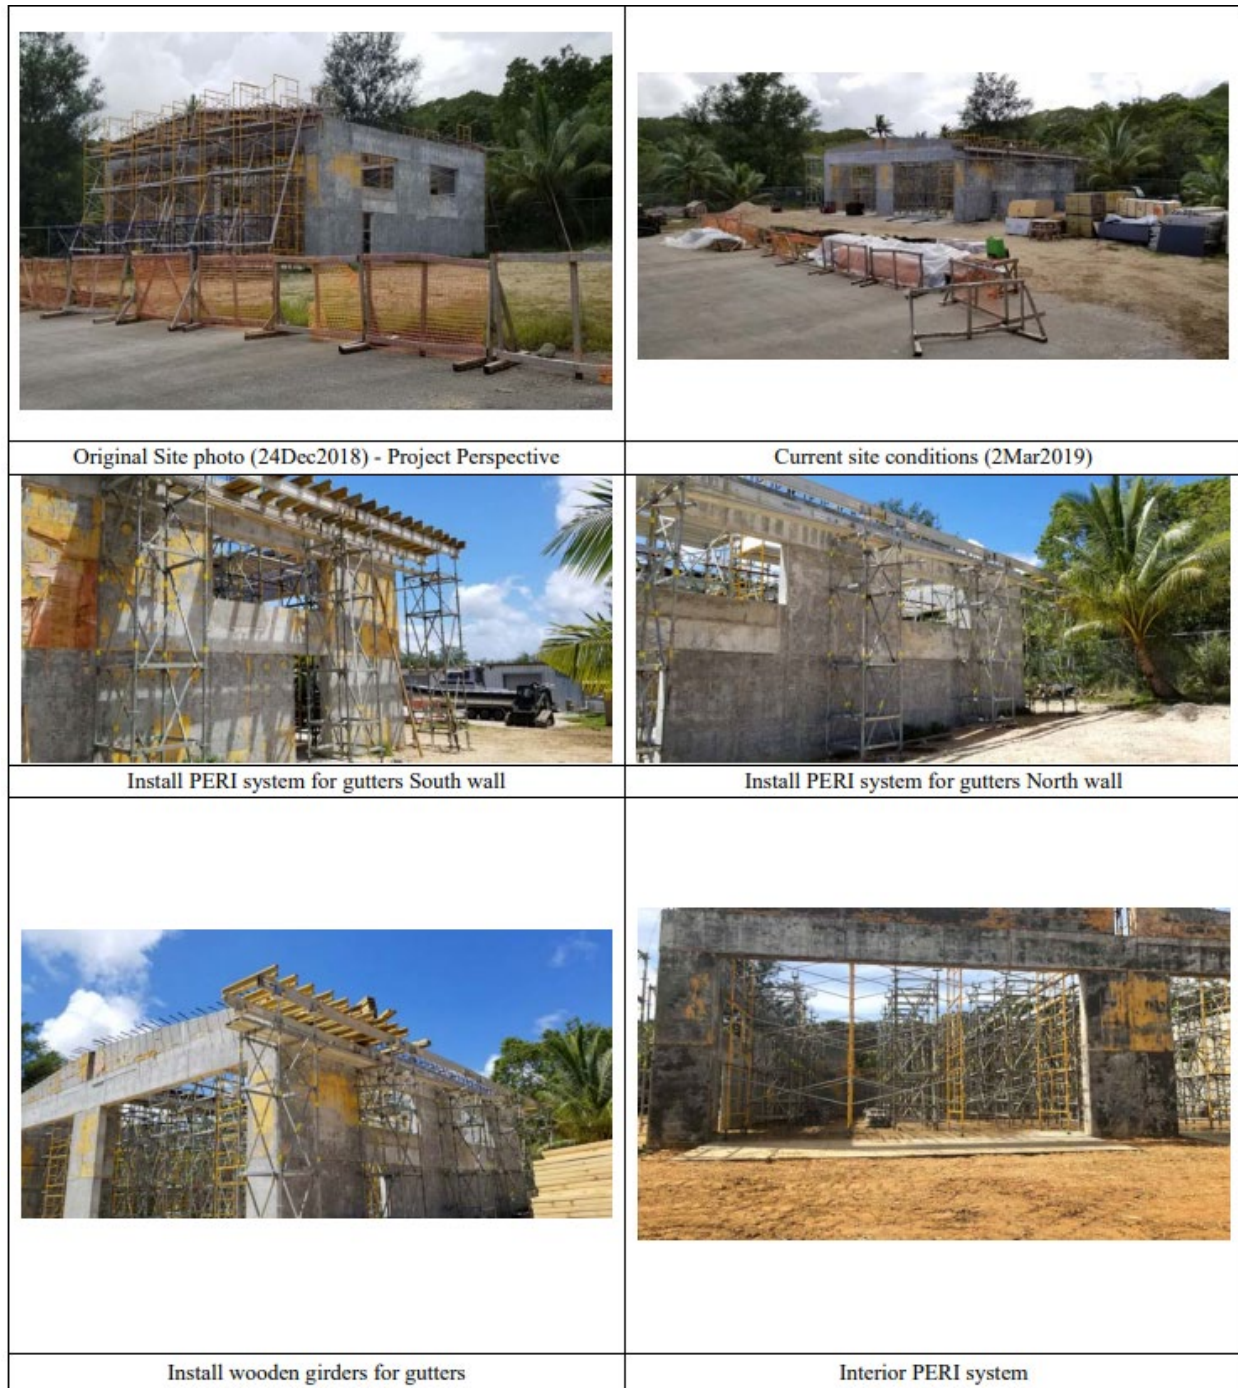 Original Site photo (24Dec2018) - Project Perspective
Current site conditions (2Mar2019)
Install PERI system for gutters South wall
Install PERI system for gutters North wall
Install wooden girders for gutters
Interior PERI system